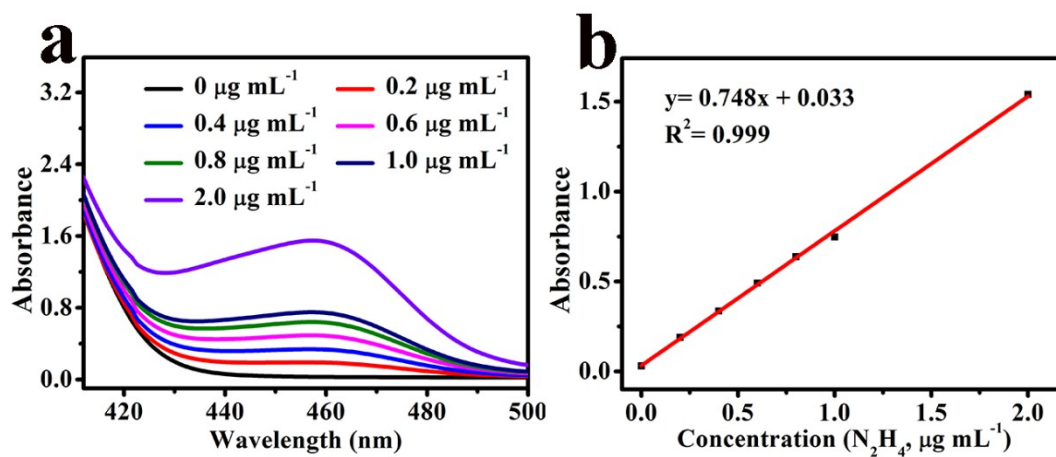 a
0 μg mL⁻¹ 0.2 μg mL⁻¹
0.4 μg mL⁻¹ 0.6 μg mL⁻¹
0.8 μg mL⁻¹ 1.0 μg mL⁻¹
2.0 μg mL⁻¹
3.2
2.4
1.6
0.8
0.0
Absorbance
420 440 460 480 500
Wavelength (nm)
b
y= 0.748x + 0.033
R²= 0.999
1.5
1.0
0.5
0.0
Absorbance
0.0 0.5 1.0 1.5 2.0
Concentration (N₂H₄, μg mL⁻¹)